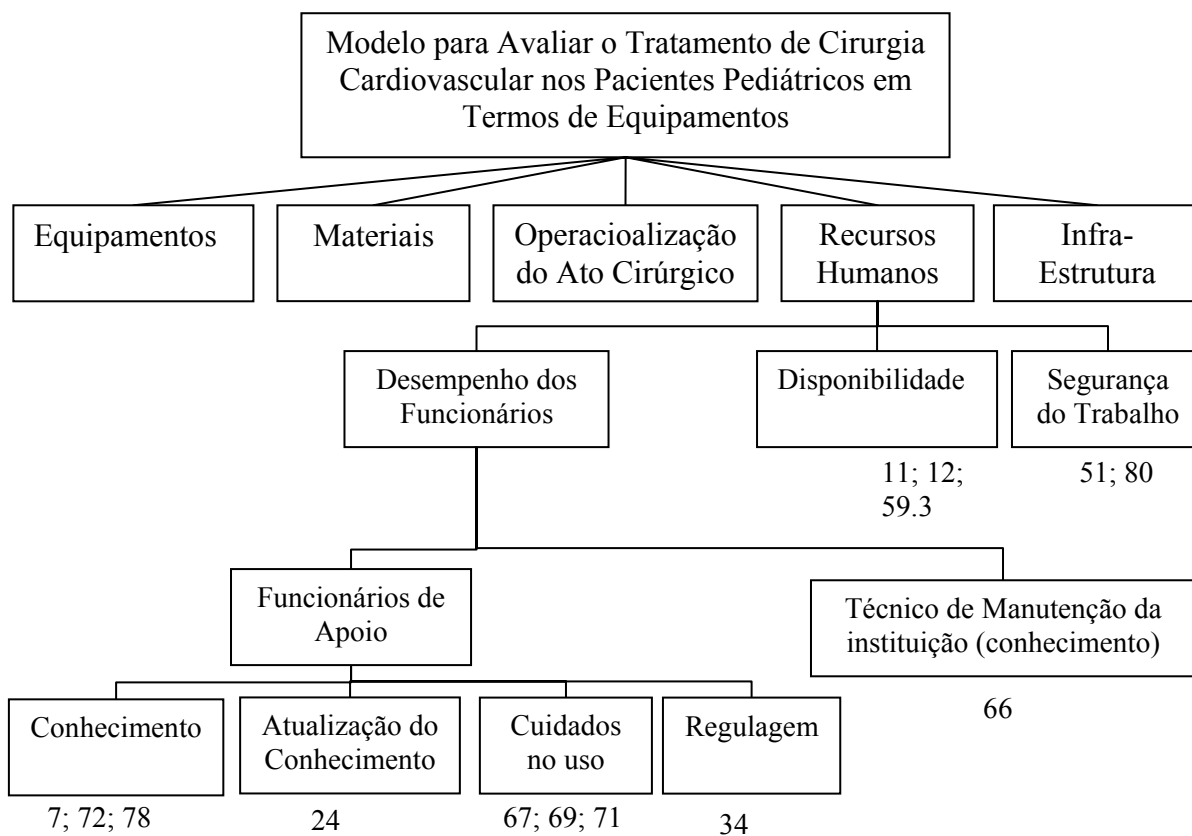 Modelo para Avaliar o Tratamento de Cirurgia
Cardiovascular nos Pacientes Pediátricos em
Termos de Equipamentos
Equipamentos
Materiais
Operacioalização
do Ato Cirúrgico
Recursos
Humanos
Infra-
Estrutura
Desempenho dos
Funcionários
Disponibilidade
Segurança
do Trabalho
11; 12;
59.3
51; 80
Funcionários de
Apoio
Técnico de Manutenção da
instituição (conhecimento)
66
Conhecimento
Atualização do
Conhecimento
Cuidados
no uso
Regulagem
7; 72; 78
24
67; 69; 71
34